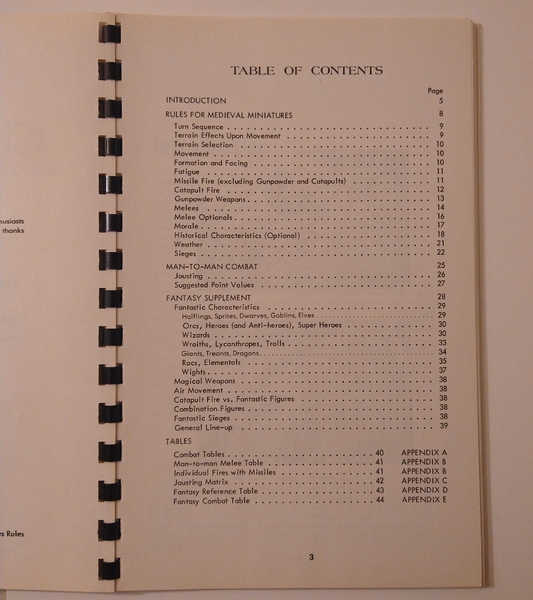 husiasts
thanks
s Rules
TABLE OF CONTENTS
Page
INTRODUCTION 5
RULES FOR MEDIEVAL MINIATURES 8
Turn Sequence 9
Terrain Effects Upon Movement 9
Terrain Selection 10
Movement 10
Formation and Facing 10
Fatigue 11
Missile Fire (excluding Gunpowder and Catapults) 11
Catapult Fire 12
Gunpowder Weapons 13
Melees 14
Melee Optionals 16
Morale 17
Historical Characteristics (Optional) 18
Weather 21
Sieges 22
MAN-TO-MAN COMBAT 25
Jousting 26
Suggested Point Values 27
FANTASY SUPPLEMENT 28
Fantastic Characteristics 29
Halflings, Sprites, Dwarves, Goblins, Elves 29
Orcs, Heroes (and Anti-heroes), Super Heroes 30
Wizards 30
Wraiths, Lycanthropes, Trolls 33
Giants, Treants, Dragons 34
Rocs, Elementals 35
Wights 37
Magical Weapons 38
Air Movement 38
Catapult Fire vs. Fantastic Figures 38
Combination Figures 38
Fantastic Sieges 38
General Line-up 39
TABLES
Combat Tables 40 APPENDIX A
Man-to-man Melee Table 41 APPENDIX B
Individual Fires with Missiles 41 APPENDIX B
Jousting Matrix 42 APPENDIX C
Fantasy Reference Table 43 APPENDIX D
Fantasy Combat Table 44 APPENDIX E
3